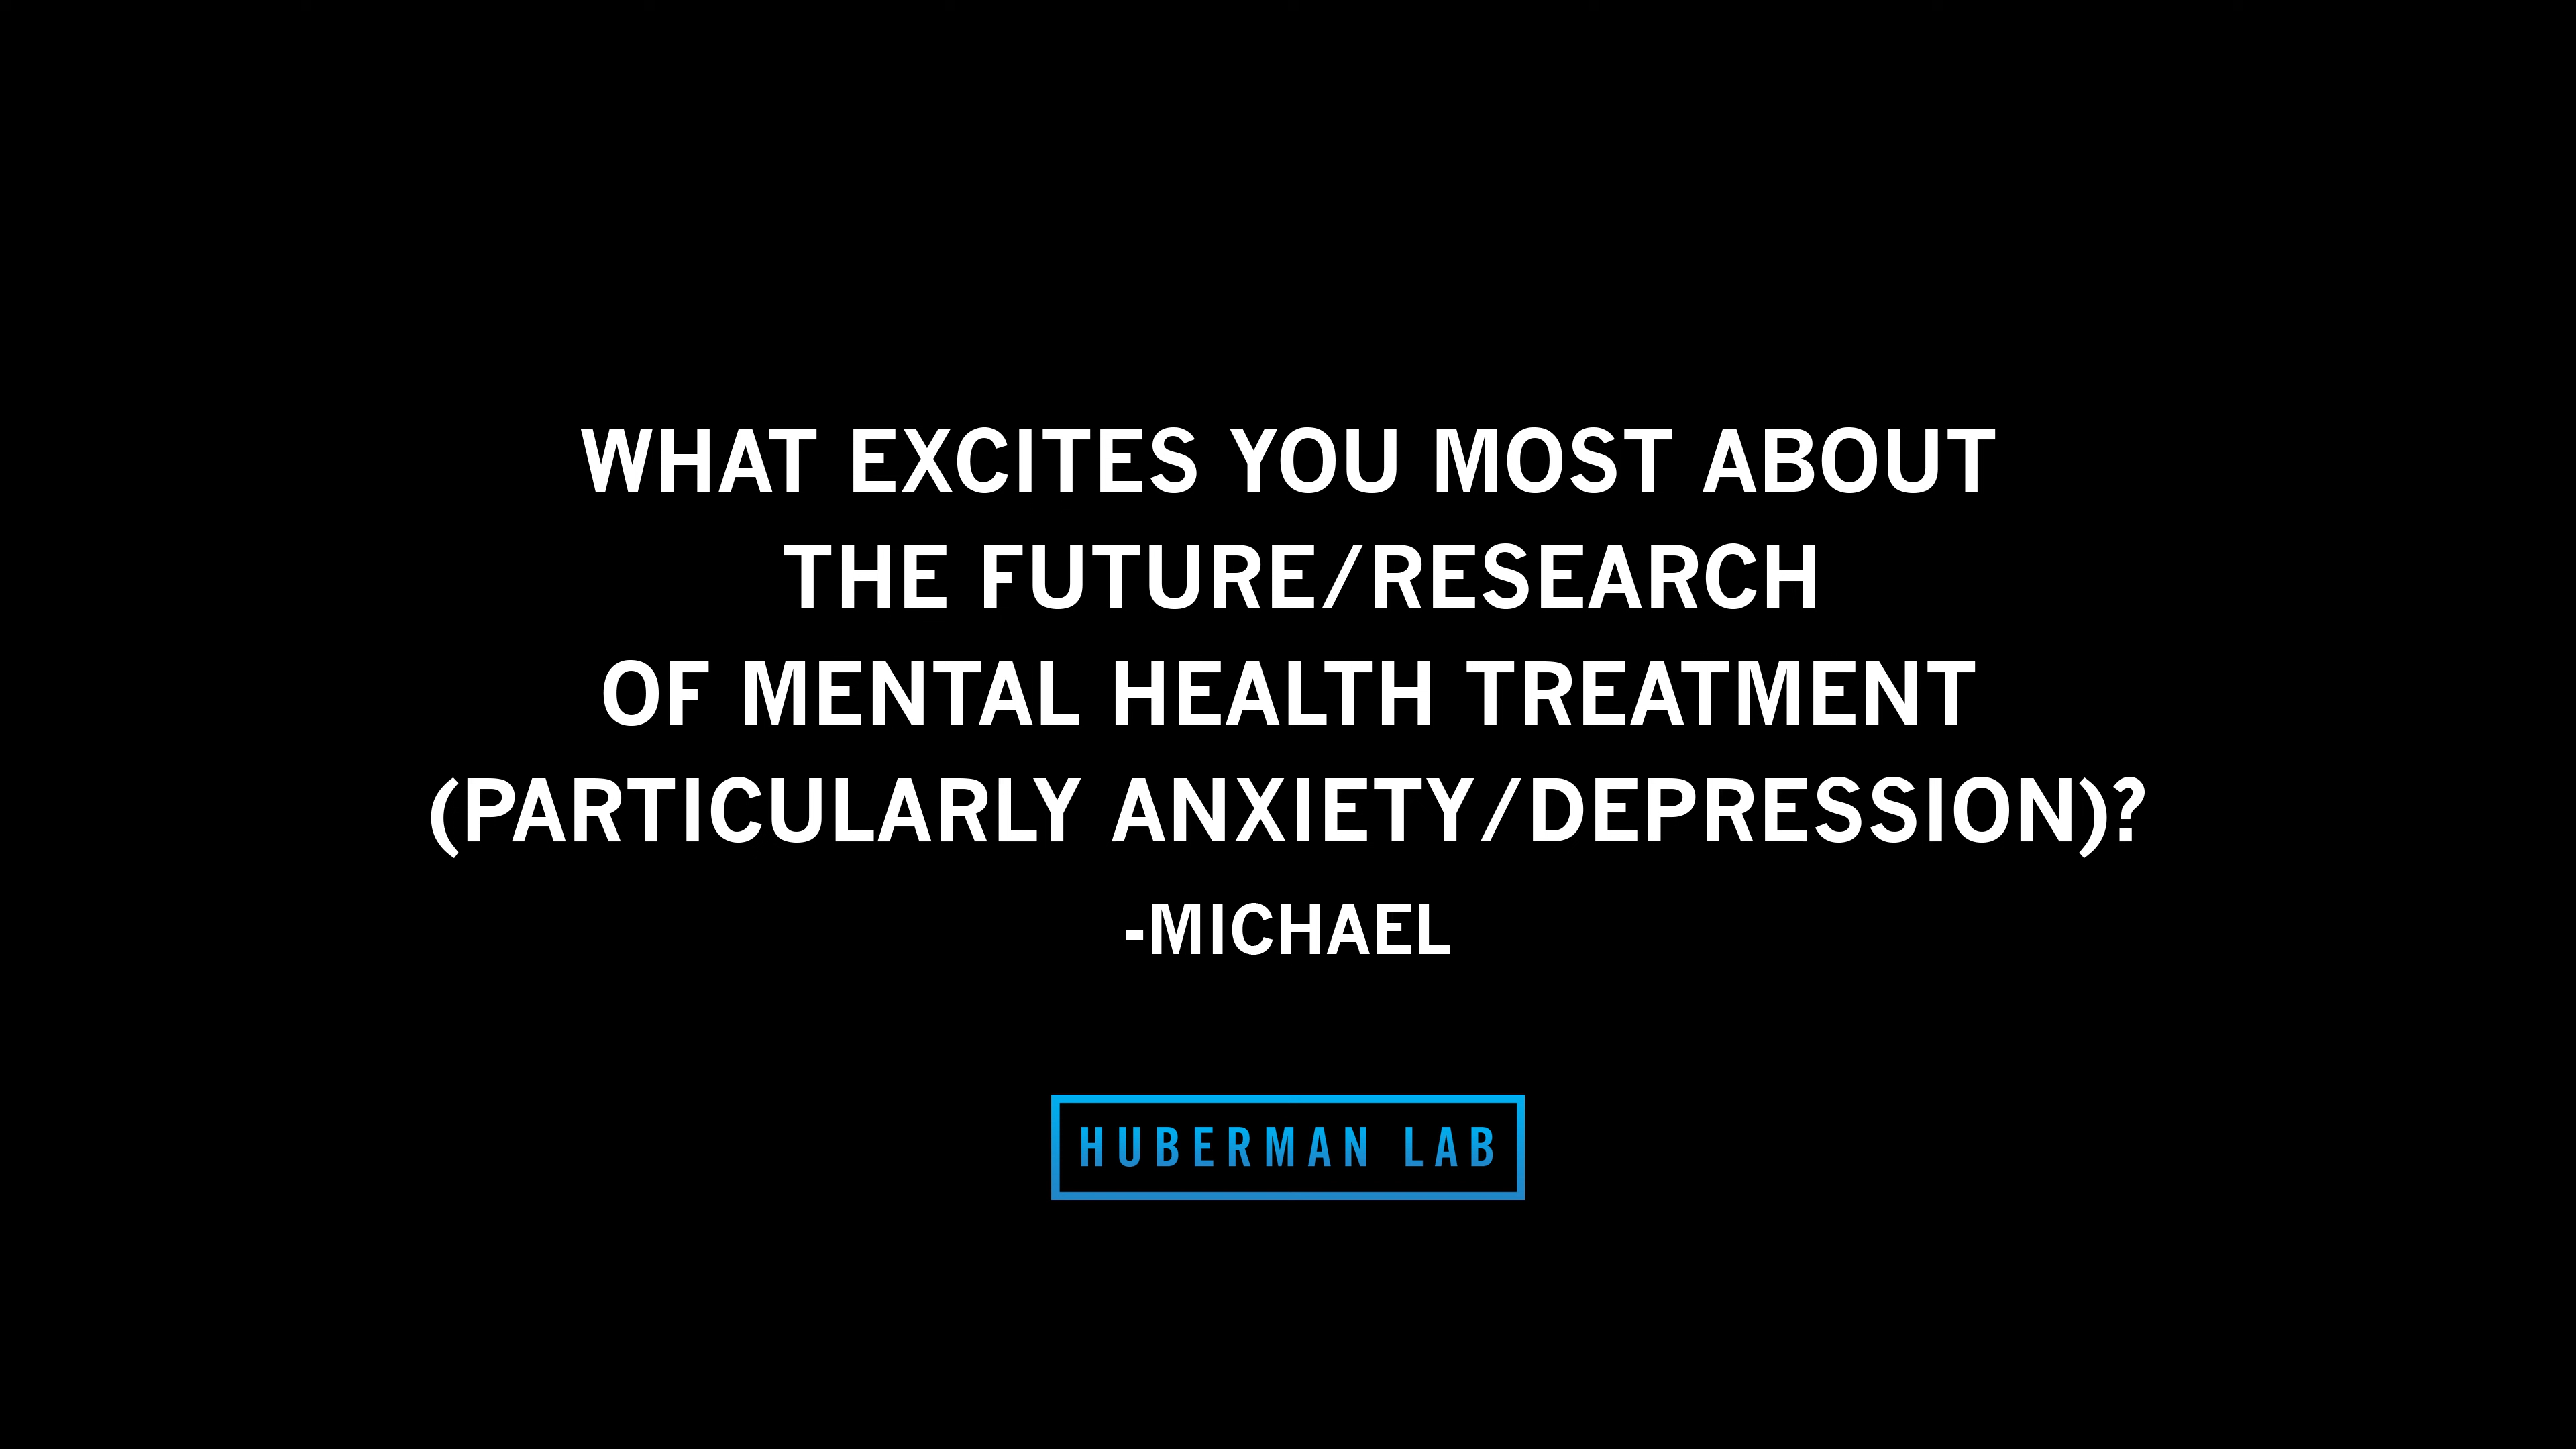 WHAT EXCITES YOU MOST ABOUT
THE FUTURE/RESEARCH
OF MENTAL HEALTH TREATMENT
(PARTICULARLY ANXIETY/DEPRESSION)?
-MICHAEL
HUBERMAN LAB